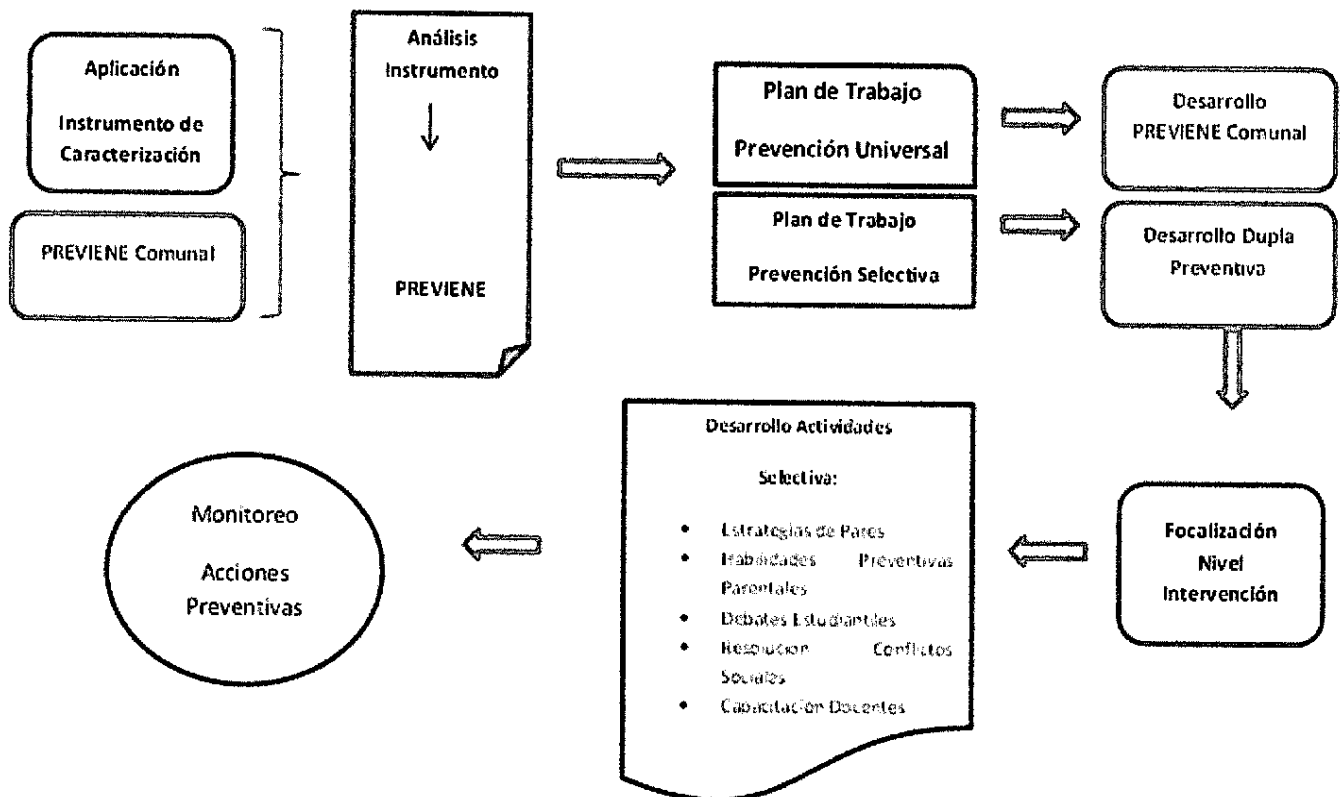 Aplicación
Instrumento de
Caracterización
PREVIENE Comunal
Análisis
Instrumento
PREVIENE
Plan de Trabajo
Prevención Universal
Plan de Trabajo
Prevención Selectiva
Desarrollo
PREVIENE Comunal
Desarrollo Dupla
Preventiva
Focalización
Nivel
Intervención
Desarrollo Actividades
Selectiva:
• Estrategias de Pares
• Habilidades Preventivas
Parentales
• Debates Estudiantiles
• Resolución Conflictos
Sociales
• Capacitación Docentes
Monitoreo
Acciones
Preventivas